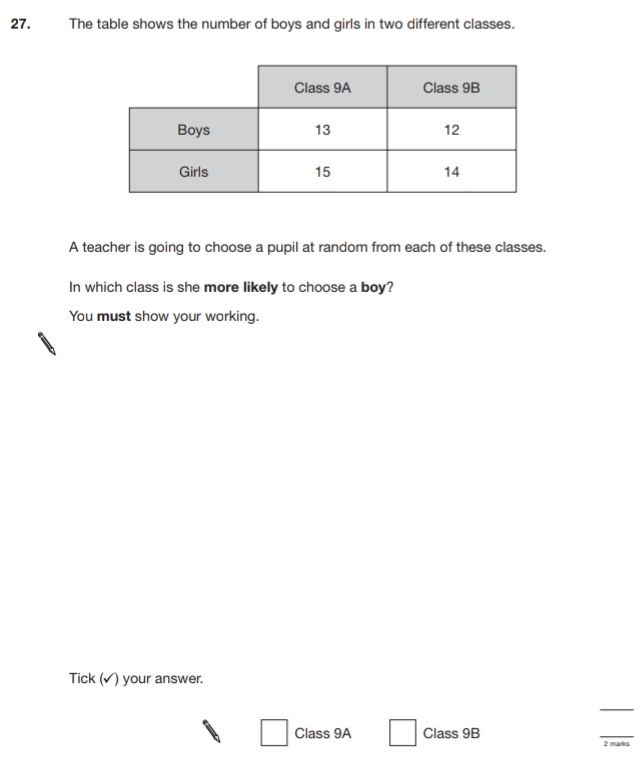 27. The table shows the number of boys and girls in two different classes.
Class 9A Class 9B
Boys 13 12
Girls 15 14
A teacher is going to choose a pupil at random from each of these classes.
In which class is she more likely to choose a boy?
You must show your working.
Tick (✓) your answer.
Class 9A Class 9B
2 marks